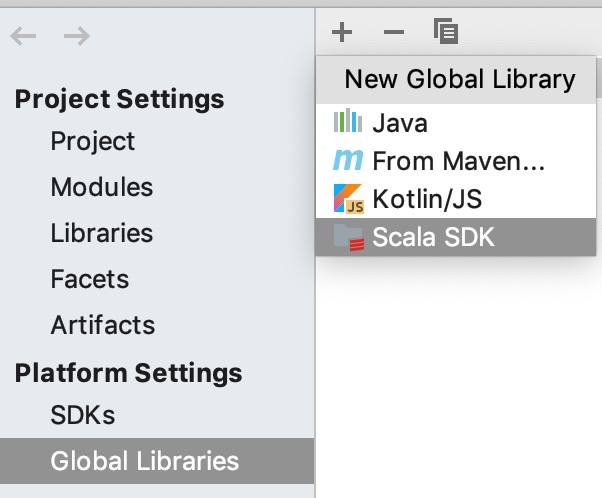 Project Settings
Project
Modules
Libraries
Facets
Artifacts
Platform Settings
SDKs
Global Libraries
New Global Library
Java
m From Maven...
JS Kotlin/JS
Scala SDK